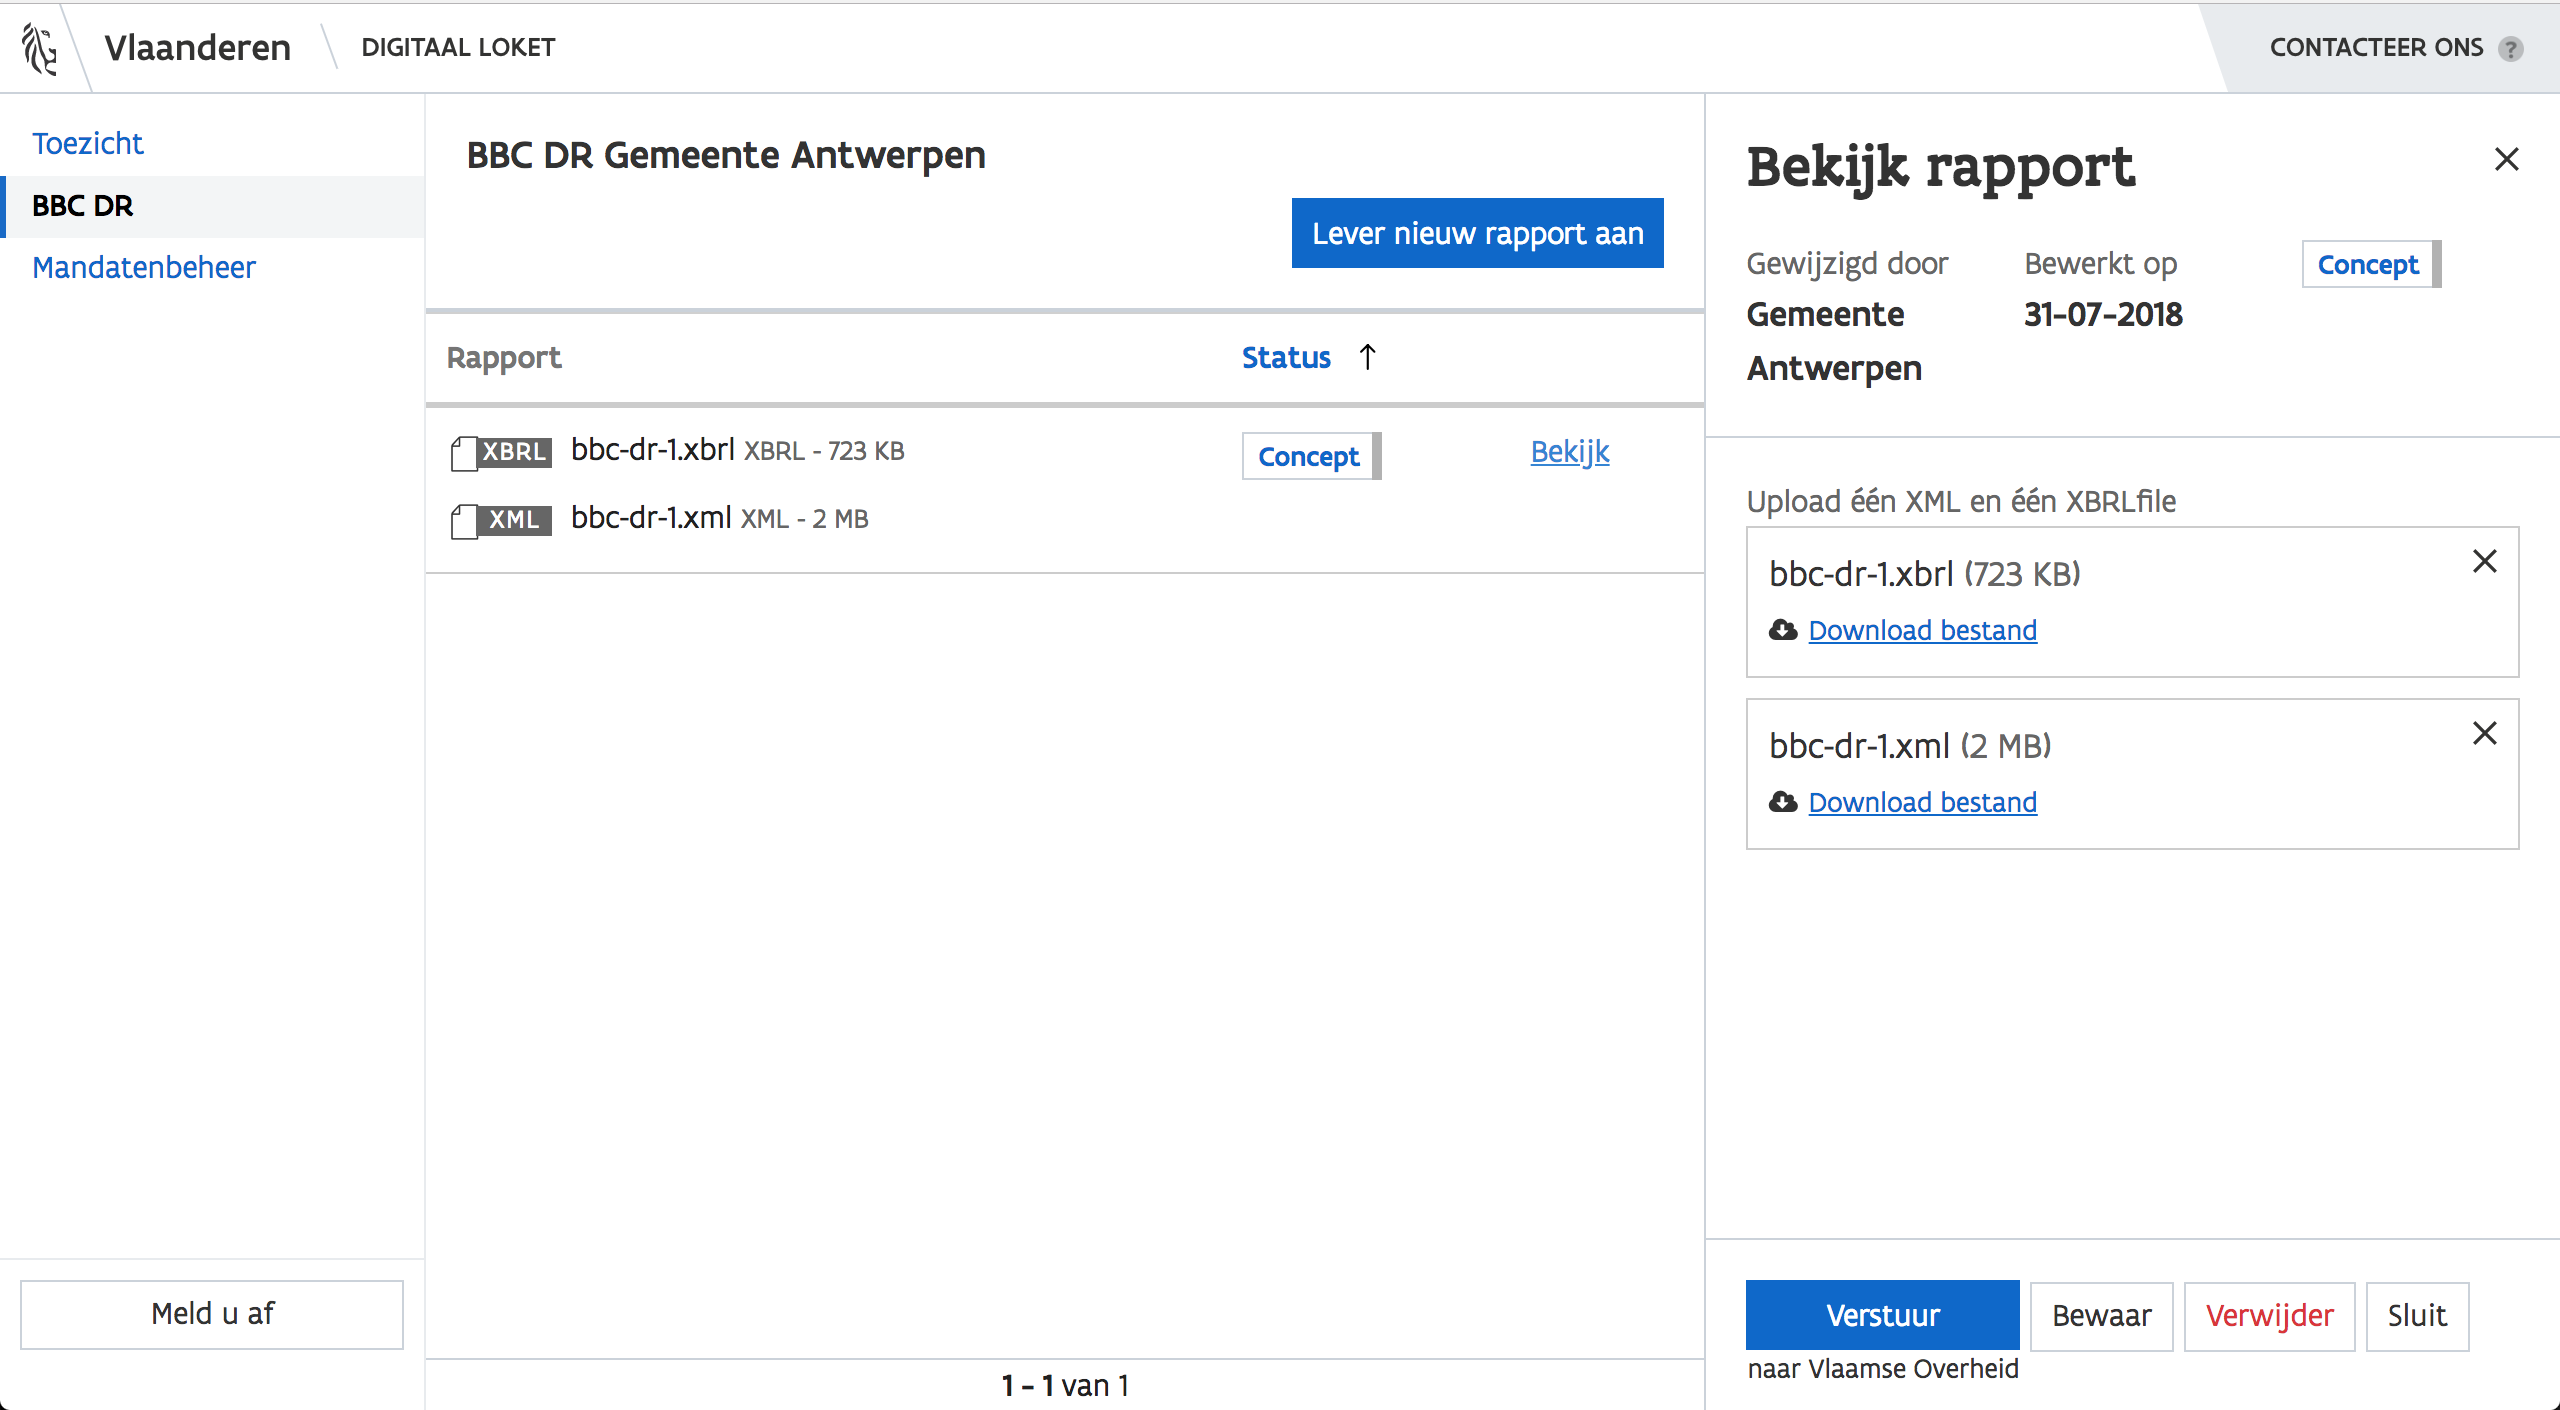 Vlaanderen
DIGITAAL LOKET
CONTACTEER ONS ?
Toezicht
BBC DR
Mandatenbeheer
Meld u af
BBC DR Gemeente Antwerpen
Lever nieuw rapport aan
Rapport
Status ↑
XBRL bbc-dr-1.xbrl XBRL - 723 KB
Concept
Bekijk
XML bbc-dr-1.xml XML - 2 MB
1 - 1 van 1
Bekijk rapport
Gewijzigd door
Gemeente
Antwerpen
Bewerkt op
31-07-2018
Concept
Upload één XML en één XBRLfile
bbc-dr-1.xbrl (723 KB)
Download bestand
bbc-dr-1.xml (2 MB)
Download bestand
Verstuur
naar Vlaamse Overheid
Bewaar
Verwijder
Sluit